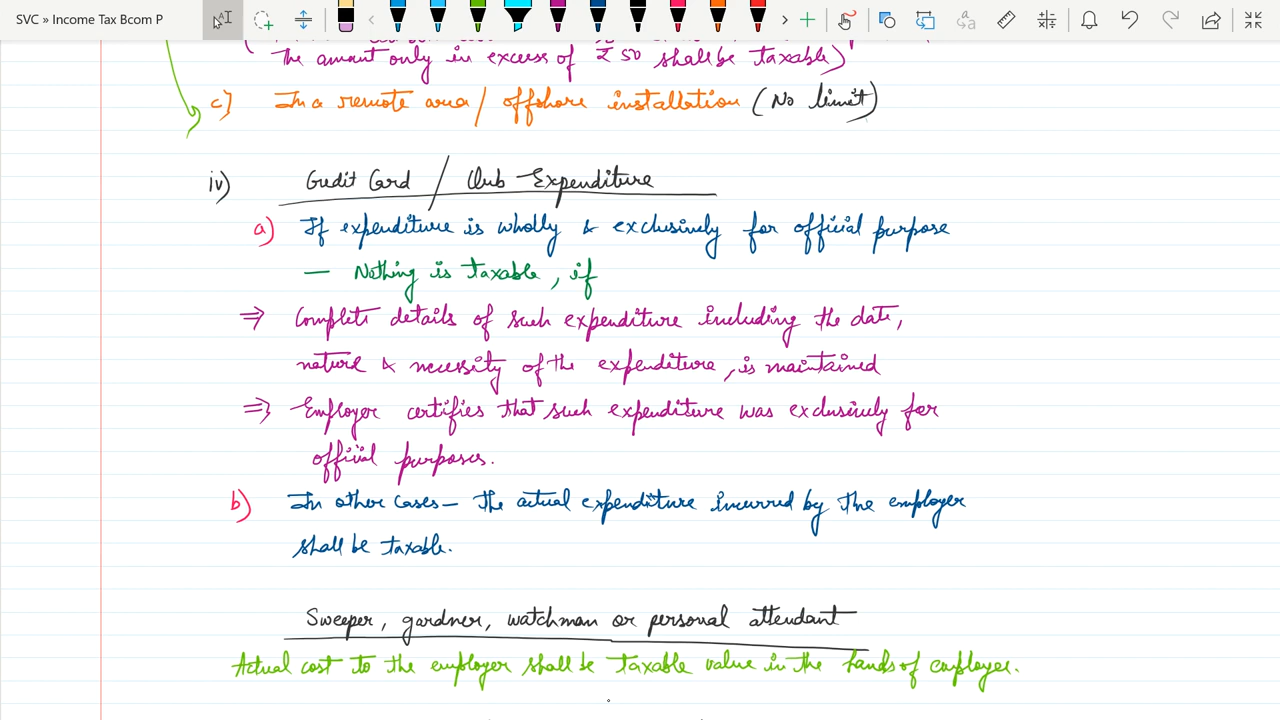 SVC » Income Tax Bcom P
the amount only in excess of ₹ 50 shall be taxable)
c) In a remote area / offshore installation (No limit)
iv) Credit Card / Club Expenditure
a) If expenditure is wholly & exclusively for official purpose
— Nothing is taxable, if
⇒ Complete details of such expenditure including the date,
nature & necessity of the expenditure, is maintained
⇒ Employer certifies that such expenditure was exclusively for
official purposes.
b) In other cases – the actual expenditure incurred by the employer
shall be taxable.
Sweeper, gardner, watchman or personal attendant
Actual cost to the employer shall be taxable value in the hands of employee.